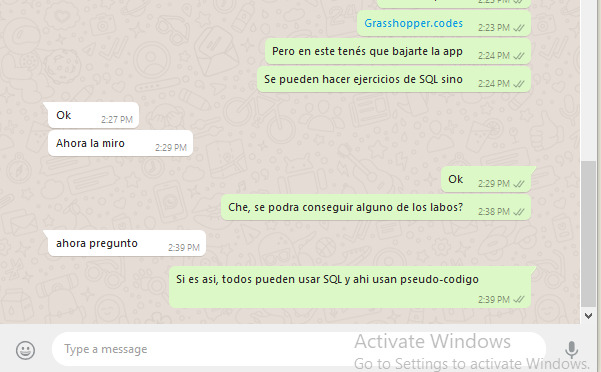 Grasshopper.codes
2:23 PM
Pero en este tenés que bajarte la app
2:24 PM
Se pueden hacer ejercicios de SQL sino
2:24 PM
Ok
2:27 PM
Ahora la miro
2:29 PM
Ok
2:29 PM
Che, se podra conseguir alguno de los labos?
2:38 PM
ahora pregunto
2:39 PM
Si es asi, todos pueden usar SQL y ahi usan pseudo-codigo
2:39 PM
Type a message
Activate Windows
Go to Settings to activate Windows.